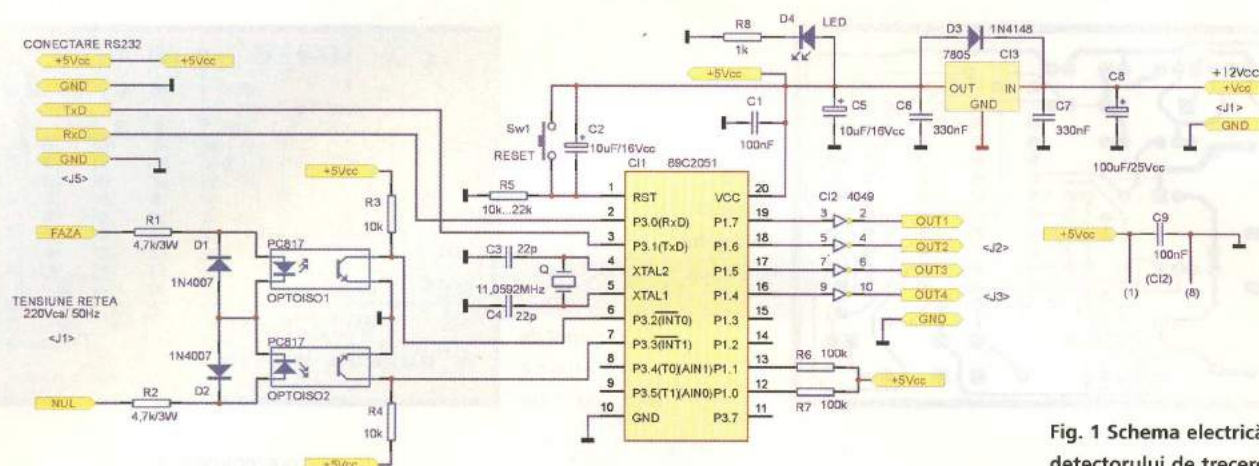 CONECTARE RS232
+5Vcc
+5Vcc
GND
TxD
RxD
GND
<J5>
FAZA
R1
4,7k/3W
D1
1N4007
TENSIUNE RETEA
220Vca/ 50Hz
<J1>
1N4007
D2
NUL
R2
4,7k/3W
PC817
OPTOISO1
PC817
OPTOISO2
+5Vcc
R3
10k
R4
10k
+5Vcc
Sw1
RESET
C2
10uF/16Vcc
R5
10k...22k
C3
22p
Q
11,0592MHz
C4
22p
R8
1k
D4
LED
+5Vcc
C1
100nF
C5
10uF/16Vcc
C6
330nF
D3
1N4148
7805
CI3
OUT
IN
GND
C7
330nF
C8
100uF/25Vcc
+12Vcc
+Vcc
<J1>
GND
CI1
89C2051
1 RST
2 P3.0(RxD)
3 P3.1(TxD)
4 XTAL2
5 XTAL1
6 P3.2(INT0)
7 P3.3(INT1)
8 P3.4(T0)(AIN1)P1.1 13
9 P3.5(T1)(AIN0)P1.0 12
10 GND
P3.7 11
VCC 20
P1.7 19
P1.6 18
P1.5 17
P1.4 16
P1.3 15
P1.2 14
CI2 4049
3 2 OUT1
5 4 OUT2
<J2>
7 6 OUT3
9 10 OUT4
<J3>
GND
R6
100k
R7
100k
+5Vcc
+5Vcc
C9
100nF
(CI2)
(1)
(8)
Fig. 1 Schema electrică
detectorului de trecere